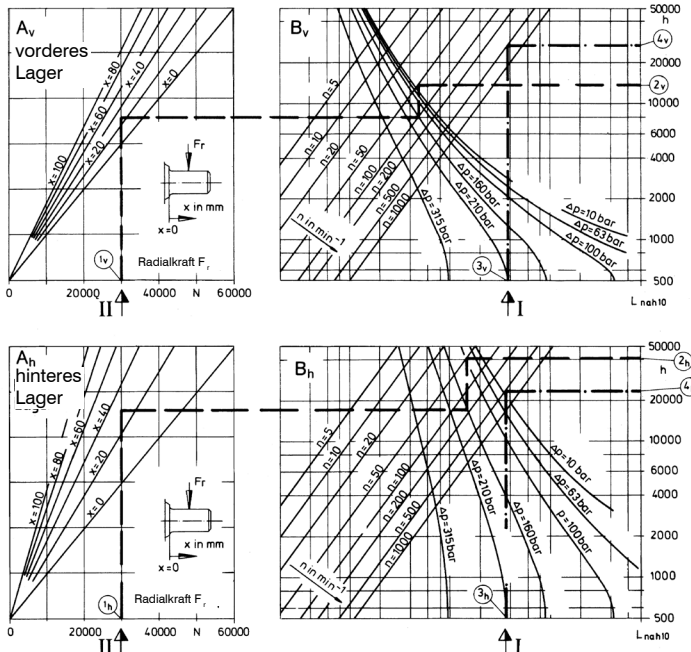 A_v
vorderes
Lager
x=100
x=80
x=60
x=40
x=20
x=0
Fr
x in mm
x=0
1v
Radialkraft F_r
0 20000 40000 N 60000
II
B_v
n=5
n=10
n=20
n=50
n=100
n=200
n=500
n=1000
n in min-1
Δp=315 bar
Δp=210 bar
Δp=160 bar
Δp=10 bar
Δp=63 bar
Δp=100 bar
3v
I
50000
h
4v
20000
2v
10000
6000
4000
2000
1000
500
L nah10
A_h
hinteres
Lager
x=100
x=80
x=60
x=40
x=20
x=0
Fr
x in mm
x=0
1h
Radialkraft F_r
0 20000 40000 N 60000
II
B_h
n=5
n=10
n=20
n=50
n=100
n=200
n=500
n=1000
n in min-1
Δp=315 bar
Δp=210 bar
Δp=160 bar
p=100 bar
Δp=63 bar
Δp=10 bar
3h
I
50000
2h
h
4
20000
10000
6000
4000
2000
1000
500
L nah10